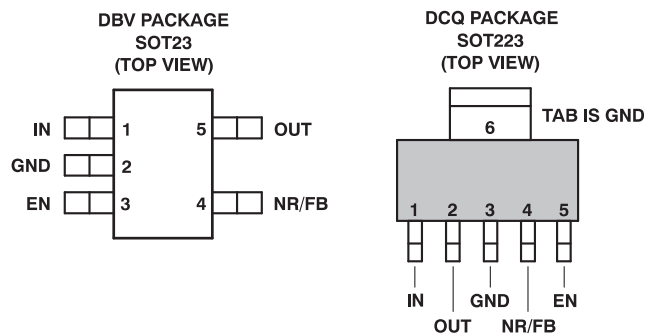 DBV PACKAGE
SOT23
(TOP VIEW)
IN 1 5 OUT
GND 2
EN 3 4 NR/FB
DCQ PACKAGE
SOT223
(TOP VIEW)
TAB IS GND
6
1 2 3 4 5
IN GND EN
OUT NR/FB